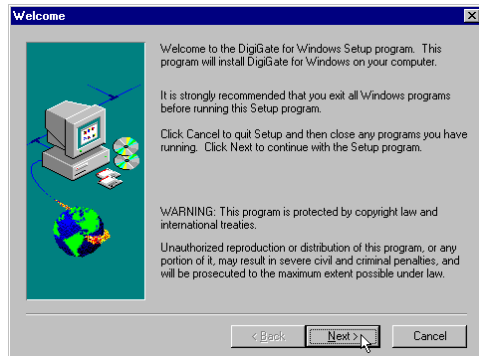 Welcome
Welcome to the DigiGate for Windows Setup program. This
program will install DigiGate for Windows on your computer.
It is strongly recommended that you exit all Windows programs
before running this Setup program.
Click Cancel to quit Setup and then close any programs you have
running. Click Next to continue with the Setup program.
WARNING: This program is protected by copyright law and
international treaties.
Unauthorized reproduction or distribution of this program, or any
portion of it, may result in severe civil and criminal penalties, and
will be prosecuted to the maximum extent possible under law.
< Back Next > Cancel